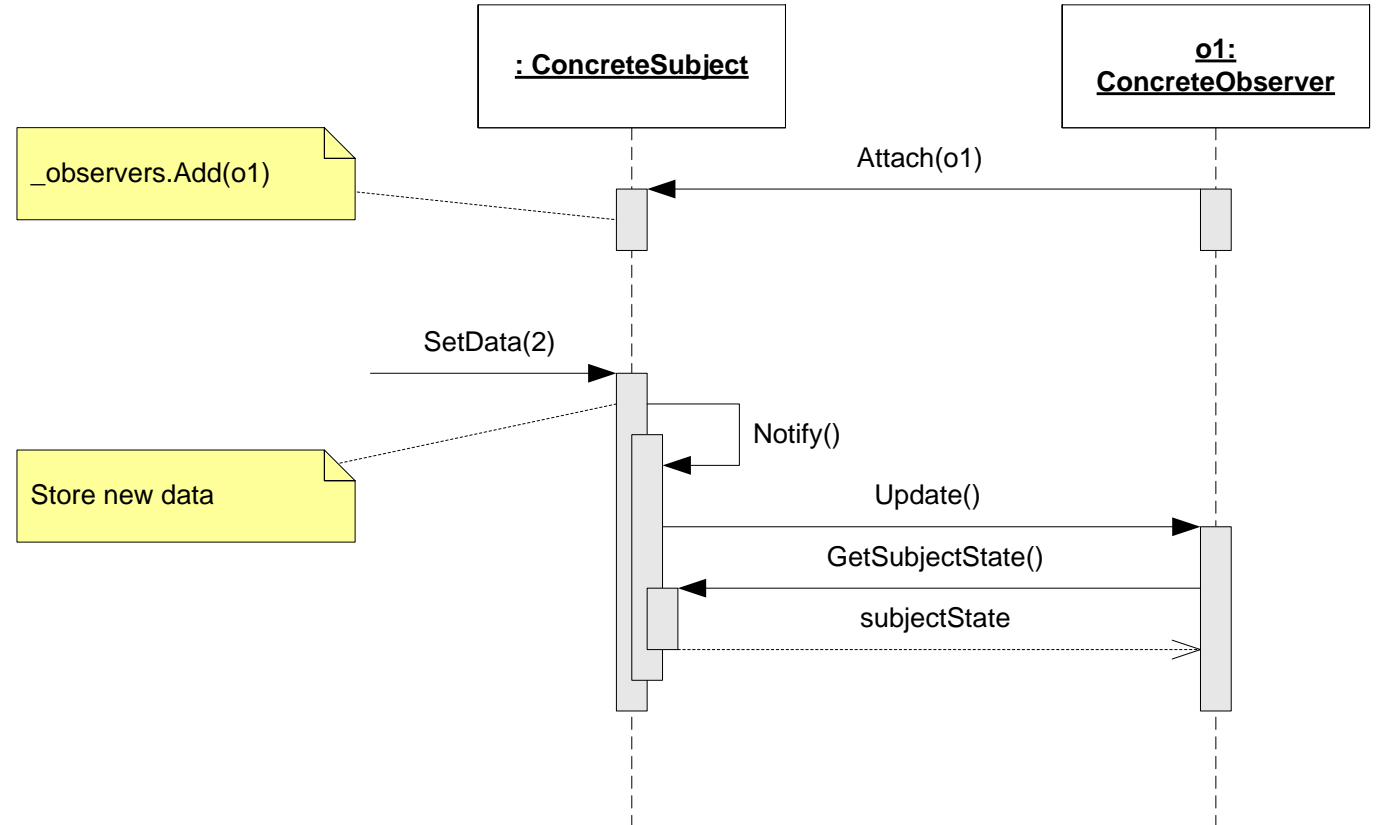 : ConcreteSubject
o1:
ConcreteObserver
_observers.Add(o1)
Attach(o1)
SetData(2)
Notify()
Store new data
Update()
GetSubjectState()
subjectState